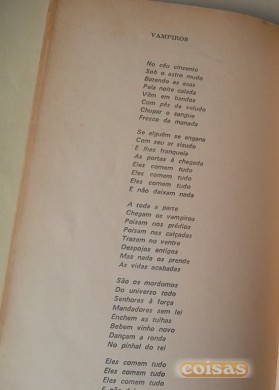 VAMPIROS
No céu cinzento
Sob o astro mudo
Batendo as asas
Pela noite calada
Vêm em bandos
Com pés de veludo
Chupar o sangue
Fresco da manada
Se alguém se engana
Com seu ar sisudo
E lhes franqueia
As portas à chegada
Eles comem tudo
Eles comem tudo
Eles comem tudo
E não deixam nada
A toda a parte
Chegam os vampiros
Poisam nos prédios
Poisam nas calçadas
Trazem no ventre
Despojos antigos
Mas nada os prende
Às vidas acabadas
São os mordomos
Do universo todo
Senhores à força
Mandadores sem lei
Enchem as tulhas
Bebem vinho novo
Dançam a ronda
No pinhal do rei
Eles comem tudo
Eles comem tudo
Eles comem tudo
coisas